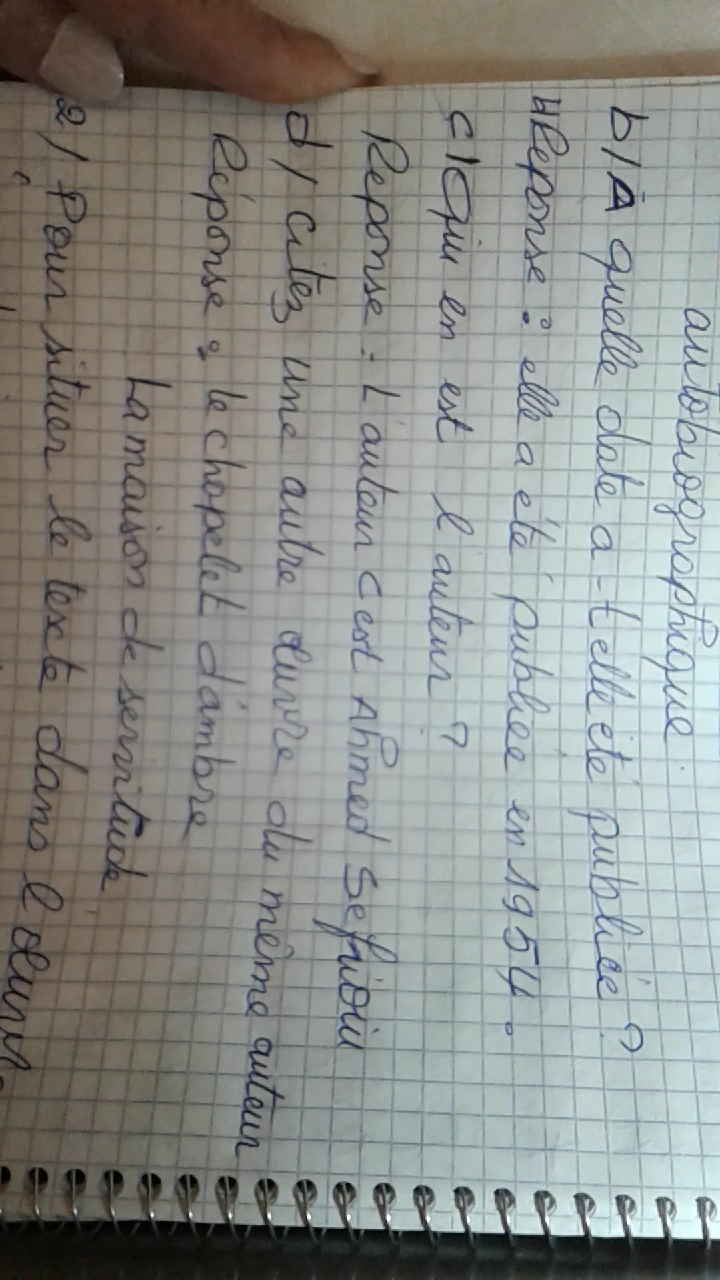 autobiographique.
b/ A quelle date a-t elle été publiée ?
Reponse : elle a été publiée en 1954.
c/ Qui en est l'auteur ?
Reponse : L'auteur c'est Ahmed Sefrioui
d/ citez une autre œuvre du même auteur
Réponse : le chapelet d'ambre
La maison de servitude
2/ Pour situer le texte dans l'œuvre